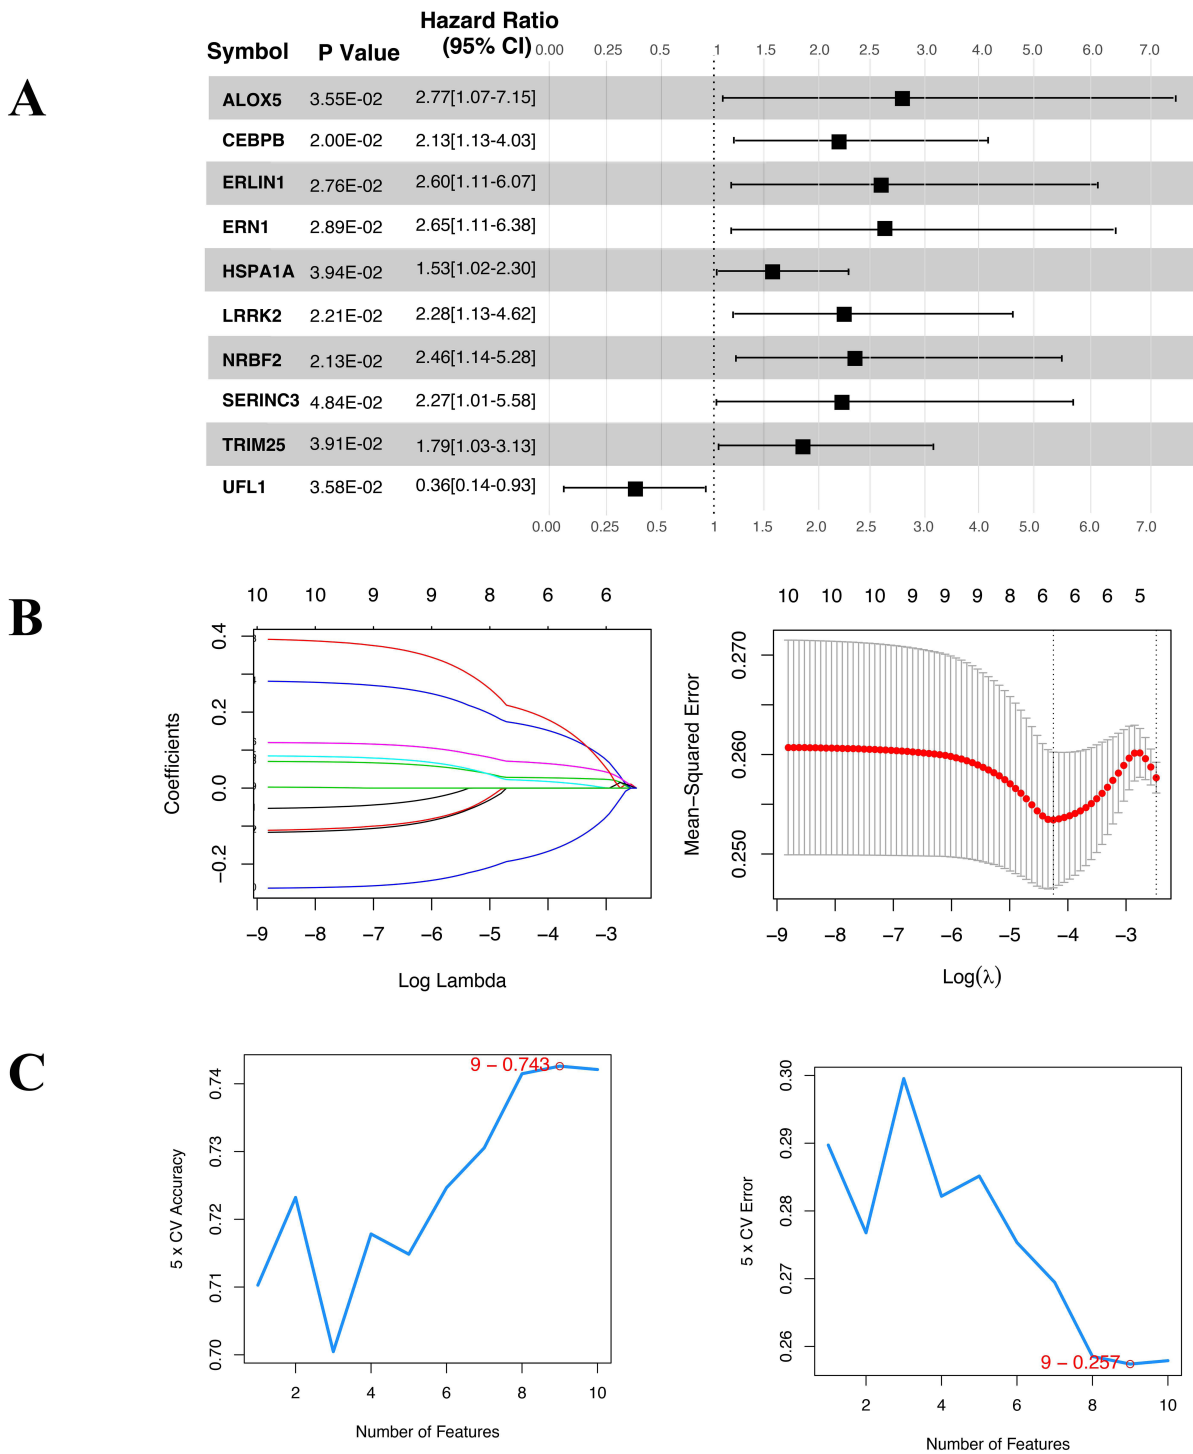 A
Symbol P Value Hazard Ratio
(95% CI)
0.00 0.25 0.5 1 1.5 2.0 2.5 3.0 4.0 5.0 6.0 7.0
ALOX5 3.55E-02 2.77[1.07-7.15]
CEBPB 2.00E-02 2.13[1.13-4.03]
ERLIN1 2.76E-02 2.60[1.11-6.07]
ERN1 2.89E-02 2.65[1.11-6.38]
HSPA1A 3.94E-02 1.53[1.02-2.30]
LRRK2 2.21E-02 2.28[1.13-4.62]
NRBF2 2.13E-02 2.46[1.14-5.28]
SERINC3 4.84E-02 2.27[1.01-5.58]
TRIM25 3.91E-02 1.79[1.03-3.13]
UFL1 3.58E-02 0.36[0.14-0.93]
0.00 0.25 0.5 1 1.5 2.0 2.5 3.0 4.0 5.0 6.0 7.0
B
10 10 9 9 8 6 6
Coefficients
0.4
0.2
0.0
−0.2
−9 −8 −7 −6 −5 −4 −3
Log Lambda
10 10 10 9 9 9 8 6 6 6 5
Mean−Squared Error
0.270
0.260
0.250
−9 −8 −7 −6 −5 −4 −3
Log(λ)
C
5 x CV Accuracy
0.74
0.73
0.72
0.71
0.70
9 − 0.743
2 4 6 8 10
Number of Features
5 x CV Error
0.30
0.29
0.28
0.27
0.26
9 − 0.257
2 4 6 8 10
Number of Features